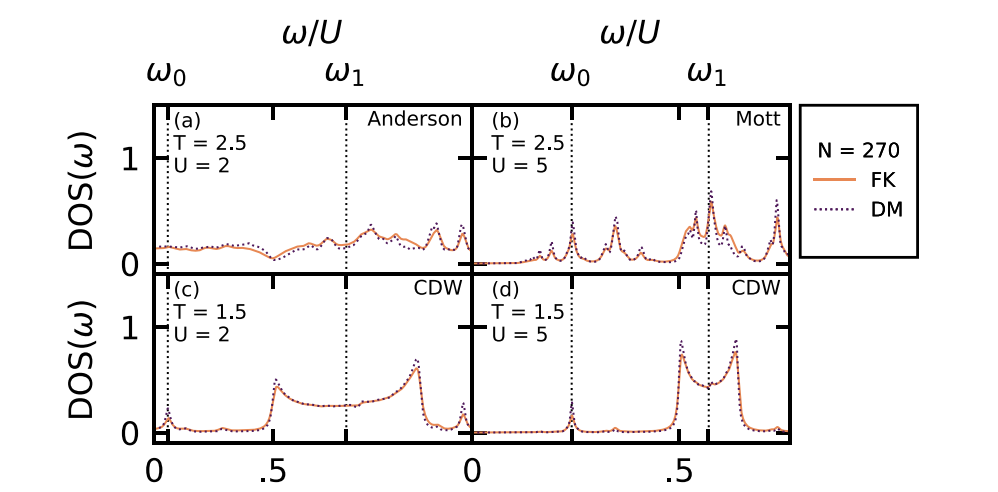 ω/U ω/U
ω₀ ω₁ ω₀ ω₁
DOS(ω)
1
0
(a) Anderson
T = 2.5
U = 2
(b) Mott
T = 2.5
U = 5
N = 270
FK
DM
DOS(ω)
1
0
(c) CDW
T = 1.5
U = 2
(d) CDW
T = 1.5
U = 5
0 .5 0 .5